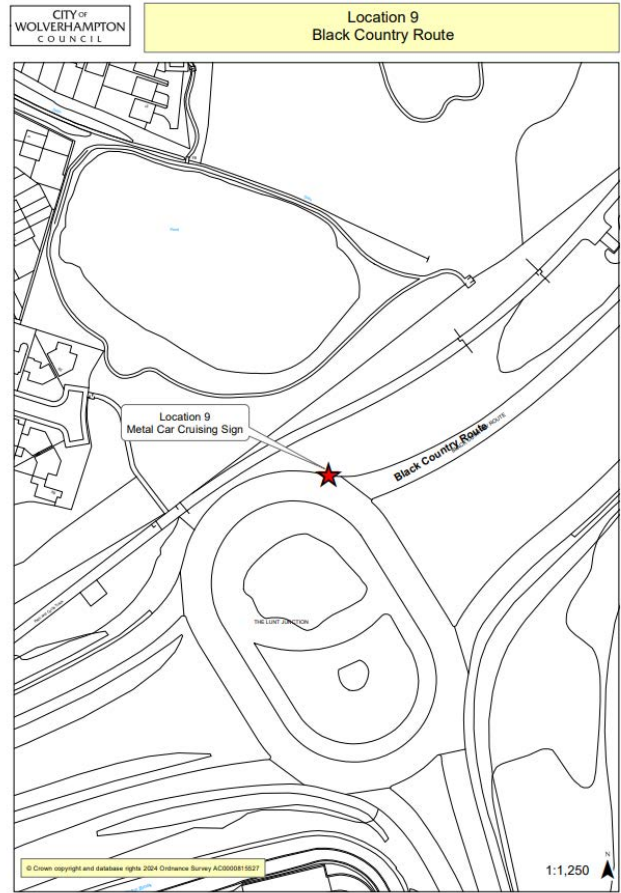 CITY OF
WOLVERHAMPTON
COUNCIL
Location 9
Black Country Route
Location 9
Metal Car Cruising Sign
Black Country Route
ROUTE
THE LUNT JUNCTION
© Crown copyright and database rights 2024 Ordnance Survey AC0000815527
1:1,250
N